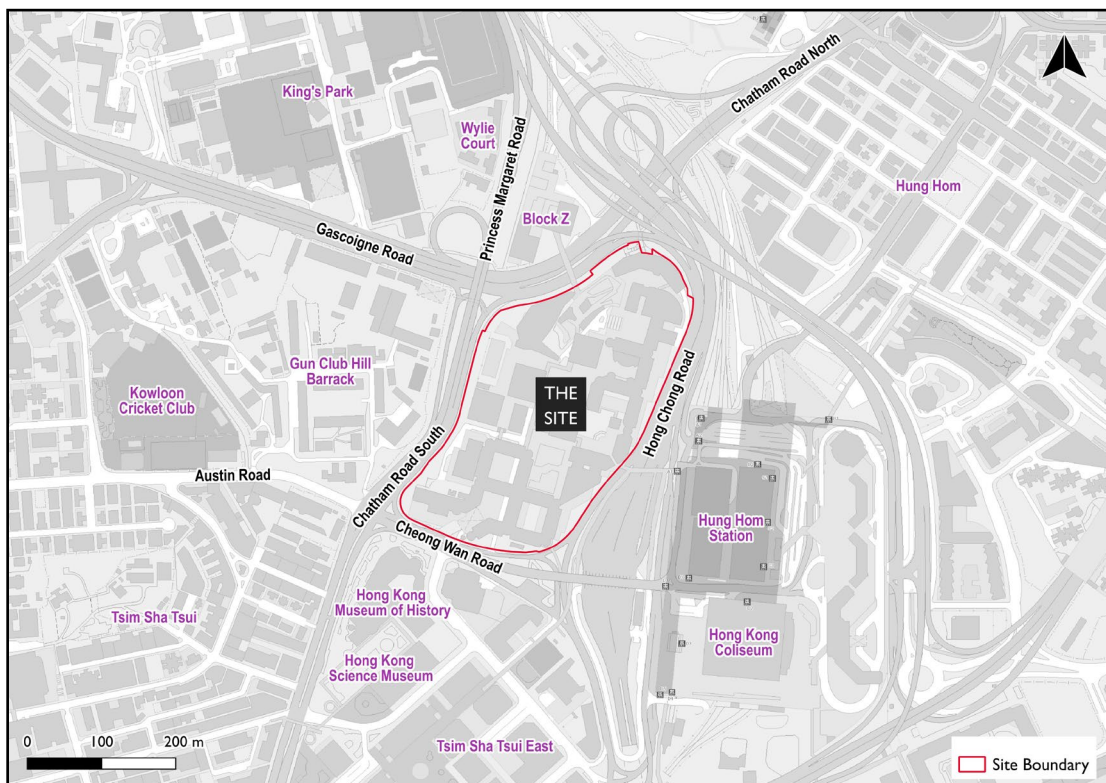 King's Park
Wylie
Court
Princess Margaret Road
Chatham Road North
Hung Hom
Block Z
Gascoigne Road
Gun Club Hill
Barrack
Kowloon
Cricket Club
THE
SITE
Hong Chong Road
Chatham Road South
Austin Road
Cheong Wan Road
Hung Hom
Station
Hong Kong
Museum of History
Tsim Sha Tsui
Hong Kong
Coliseum
Hong Kong
Science Museum
Tsim Sha Tsui East
0 100 200 m
Site Boundary